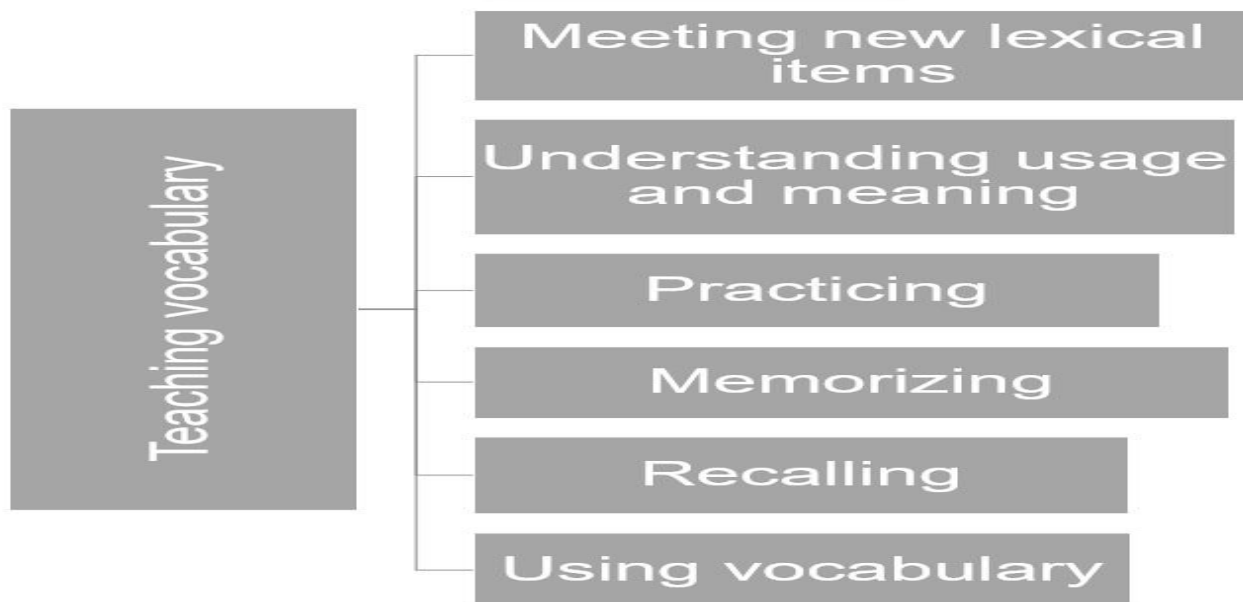 Teaching vocabulary
Meeting new lexical
items
Understanding usage
and meaning
Practicing
Memorizing
Recalling
Using vocabulary